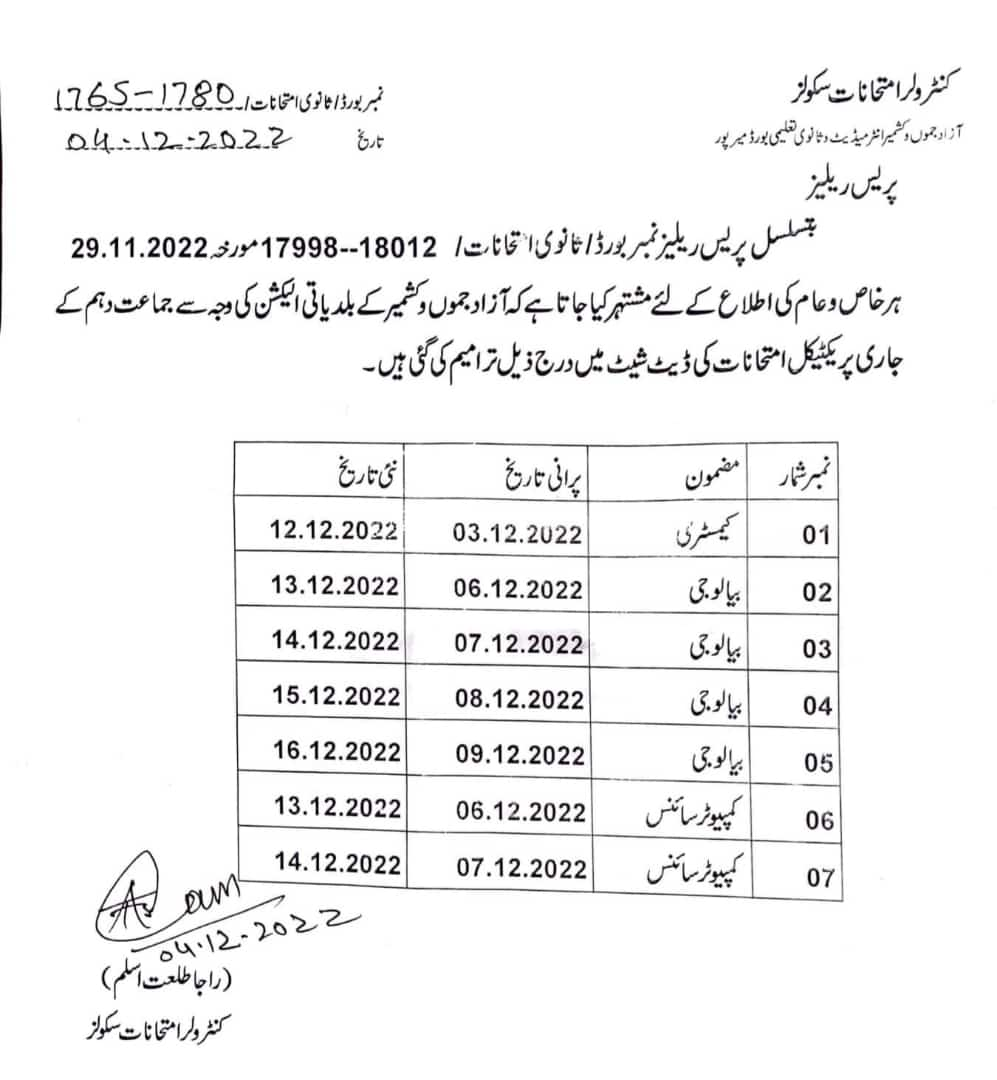 کنٹرولر امتحانات سکولز
آزاد جموں و کشمیر انٹرمیڈیٹ و ثانوی تعلیمی بورڈ میرپور
نمبر بورڈ/ثانوی امتحانات/ 1765-1780
تاریخ 04-12-2022
پریس ریلیز
بتسلسل پریس ریلیز نمبر بورڈ/ثانوی امتحانات/ 18012--17998 مورخہ 29.11.2022
ہر خاص و عام کی اطلاع کے لئے مشتہر کیا جاتا ہے کہ آزاد جموں و کشمیر کے بلدیاتی الیکشن کی وجہ سے جماعت دہم کے
جاری پریکٹیکل امتحانات کی ڈیٹ شیٹ میں درج ذیل ترامیم کی گئی ہیں۔
نمبر شمار مضمون پرانی تاریخ نئی تاریخ
01 کیمسٹری 03.12.2022 12.12.2022
02 بیالوجی 06.12.2022 13.12.2022
03 بیالوجی 07.12.2022 14.12.2022
04 بیالوجی 08.12.2022 15.12.2022
05 بیالوجی 09.12.2022 16.12.2022
06 کمپیوٹر سائنس 06.12.2022 13.12.2022
07 کمپیوٹر سائنس 07.12.2022 14.12.2022
04.12-2022
(راجا طلعت اسلم)
کنٹرولر امتحانات سکولز